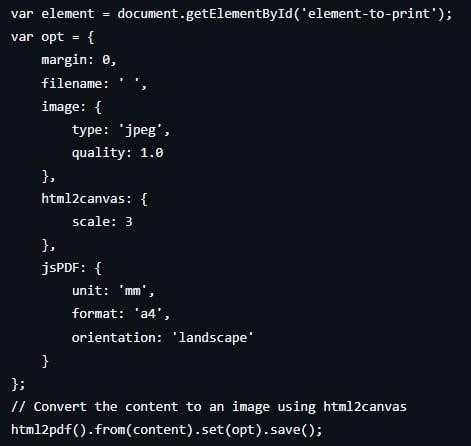 var element = document.getElementById('element-to-print');
var opt = {
    margin: 0,
    filename: ' ',
    image: {
        type: 'jpeg',
        quality: 1.0
    },
    html2canvas: {
        scale: 3
    },
    jsPDF: {
        unit: 'mm',
        format: 'a4',
        orientation: 'landscape'
    }
};
// Convert the content to an image using html2canvas
html2pdf().from(content).set(opt).save();